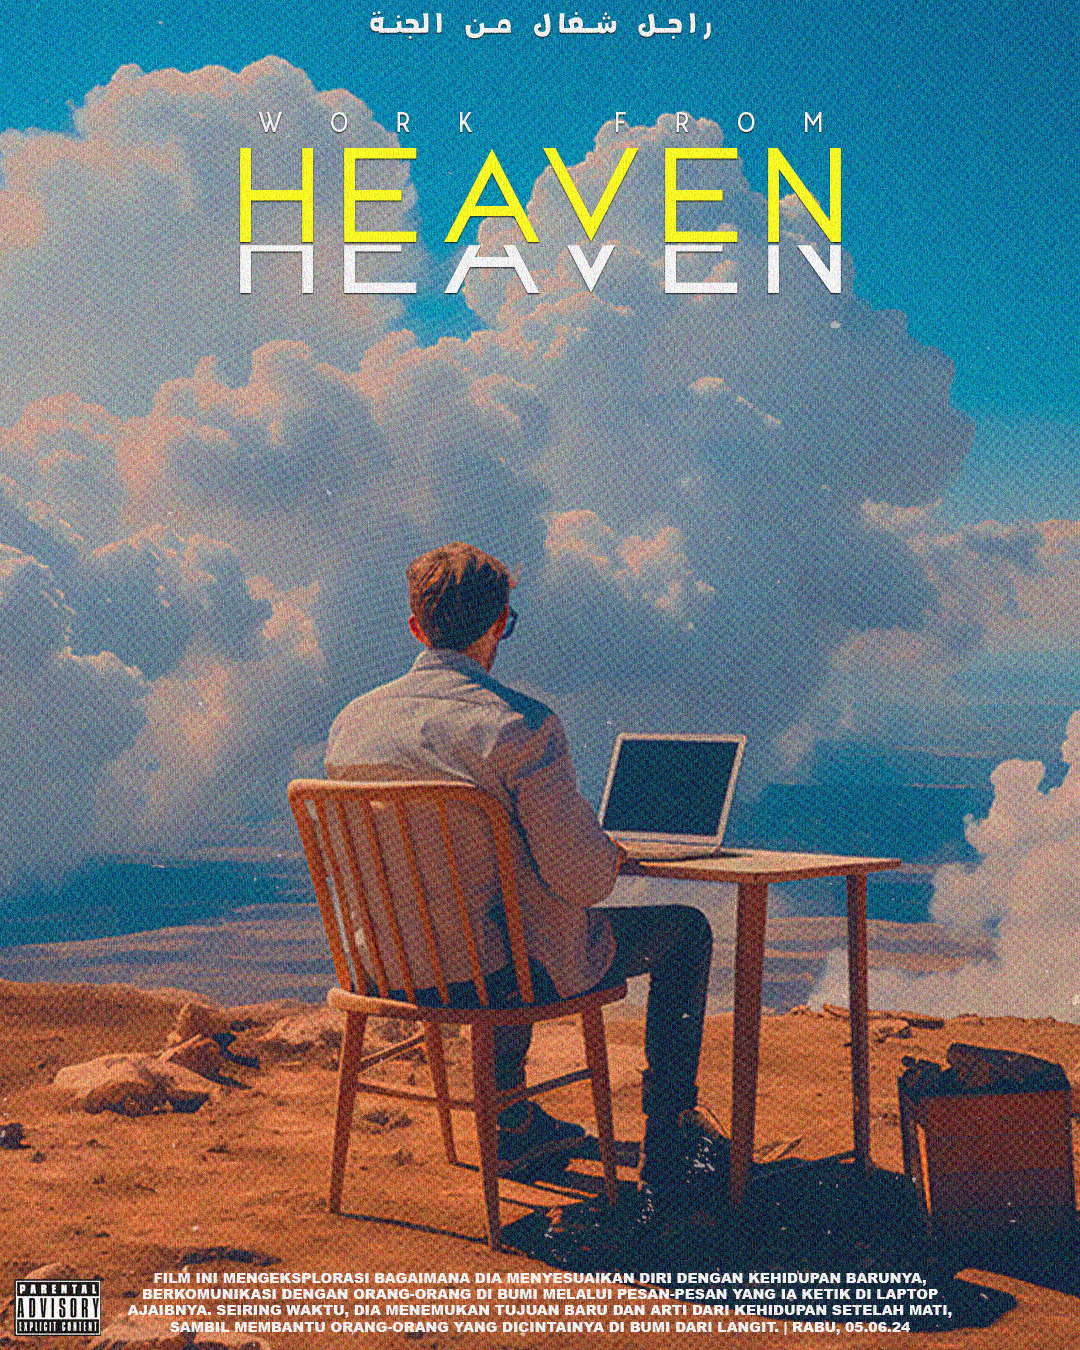 راجل شغال من الجنة
WORK FROM
HEAVEN
HEAVEN
FILM INI MENGEKSPLORASI BAGAIMANA DIA MENYESUAIKAN DIRI DENGAN KEHIDUPAN BARUNYA,
BERKOMUNIKASI DENGAN ORANG-ORANG DI BUMI MELALUI PESAN-PESAN YANG IA KETIK DI LAPTOP
AJAIBNYA. SEIRING WAKTU, DIA MENEMUKAN TUJUAN BARU DAN ARTI DARI KEHIDUPAN SETELAH MATI,
SAMBIL MEMBANTU ORANG-ORANG YANG DICINTAINYA DI BUMI DARI LANGIT. | RABU, 05.06.24
PARENTAL
ADVISORY
EXPLICIT CONTENT